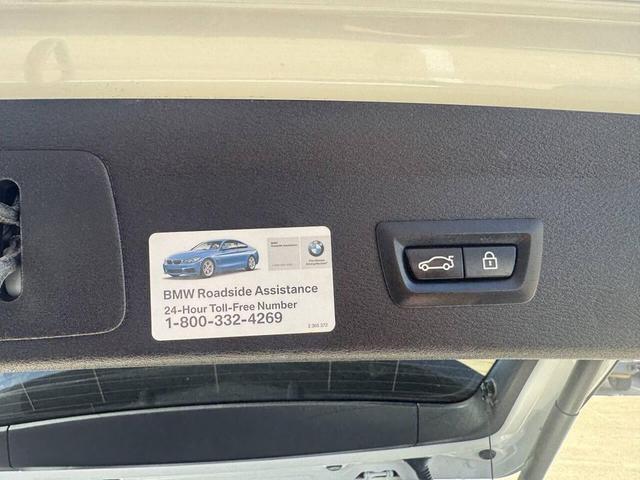 BMW Roadside Assistance
24-Hour Toll-Free Number
1-800-332-4269